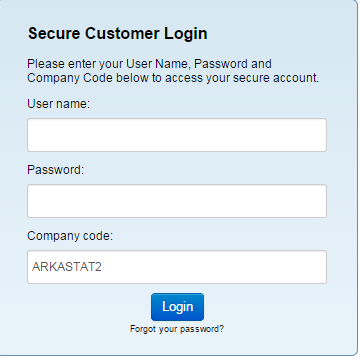 Secure Customer Login
Please enter your User Name, Password and
Company Code below to access your secure account.
User name:
Password:
Company code:
ARKASTAT2
Login
Forgot your password?